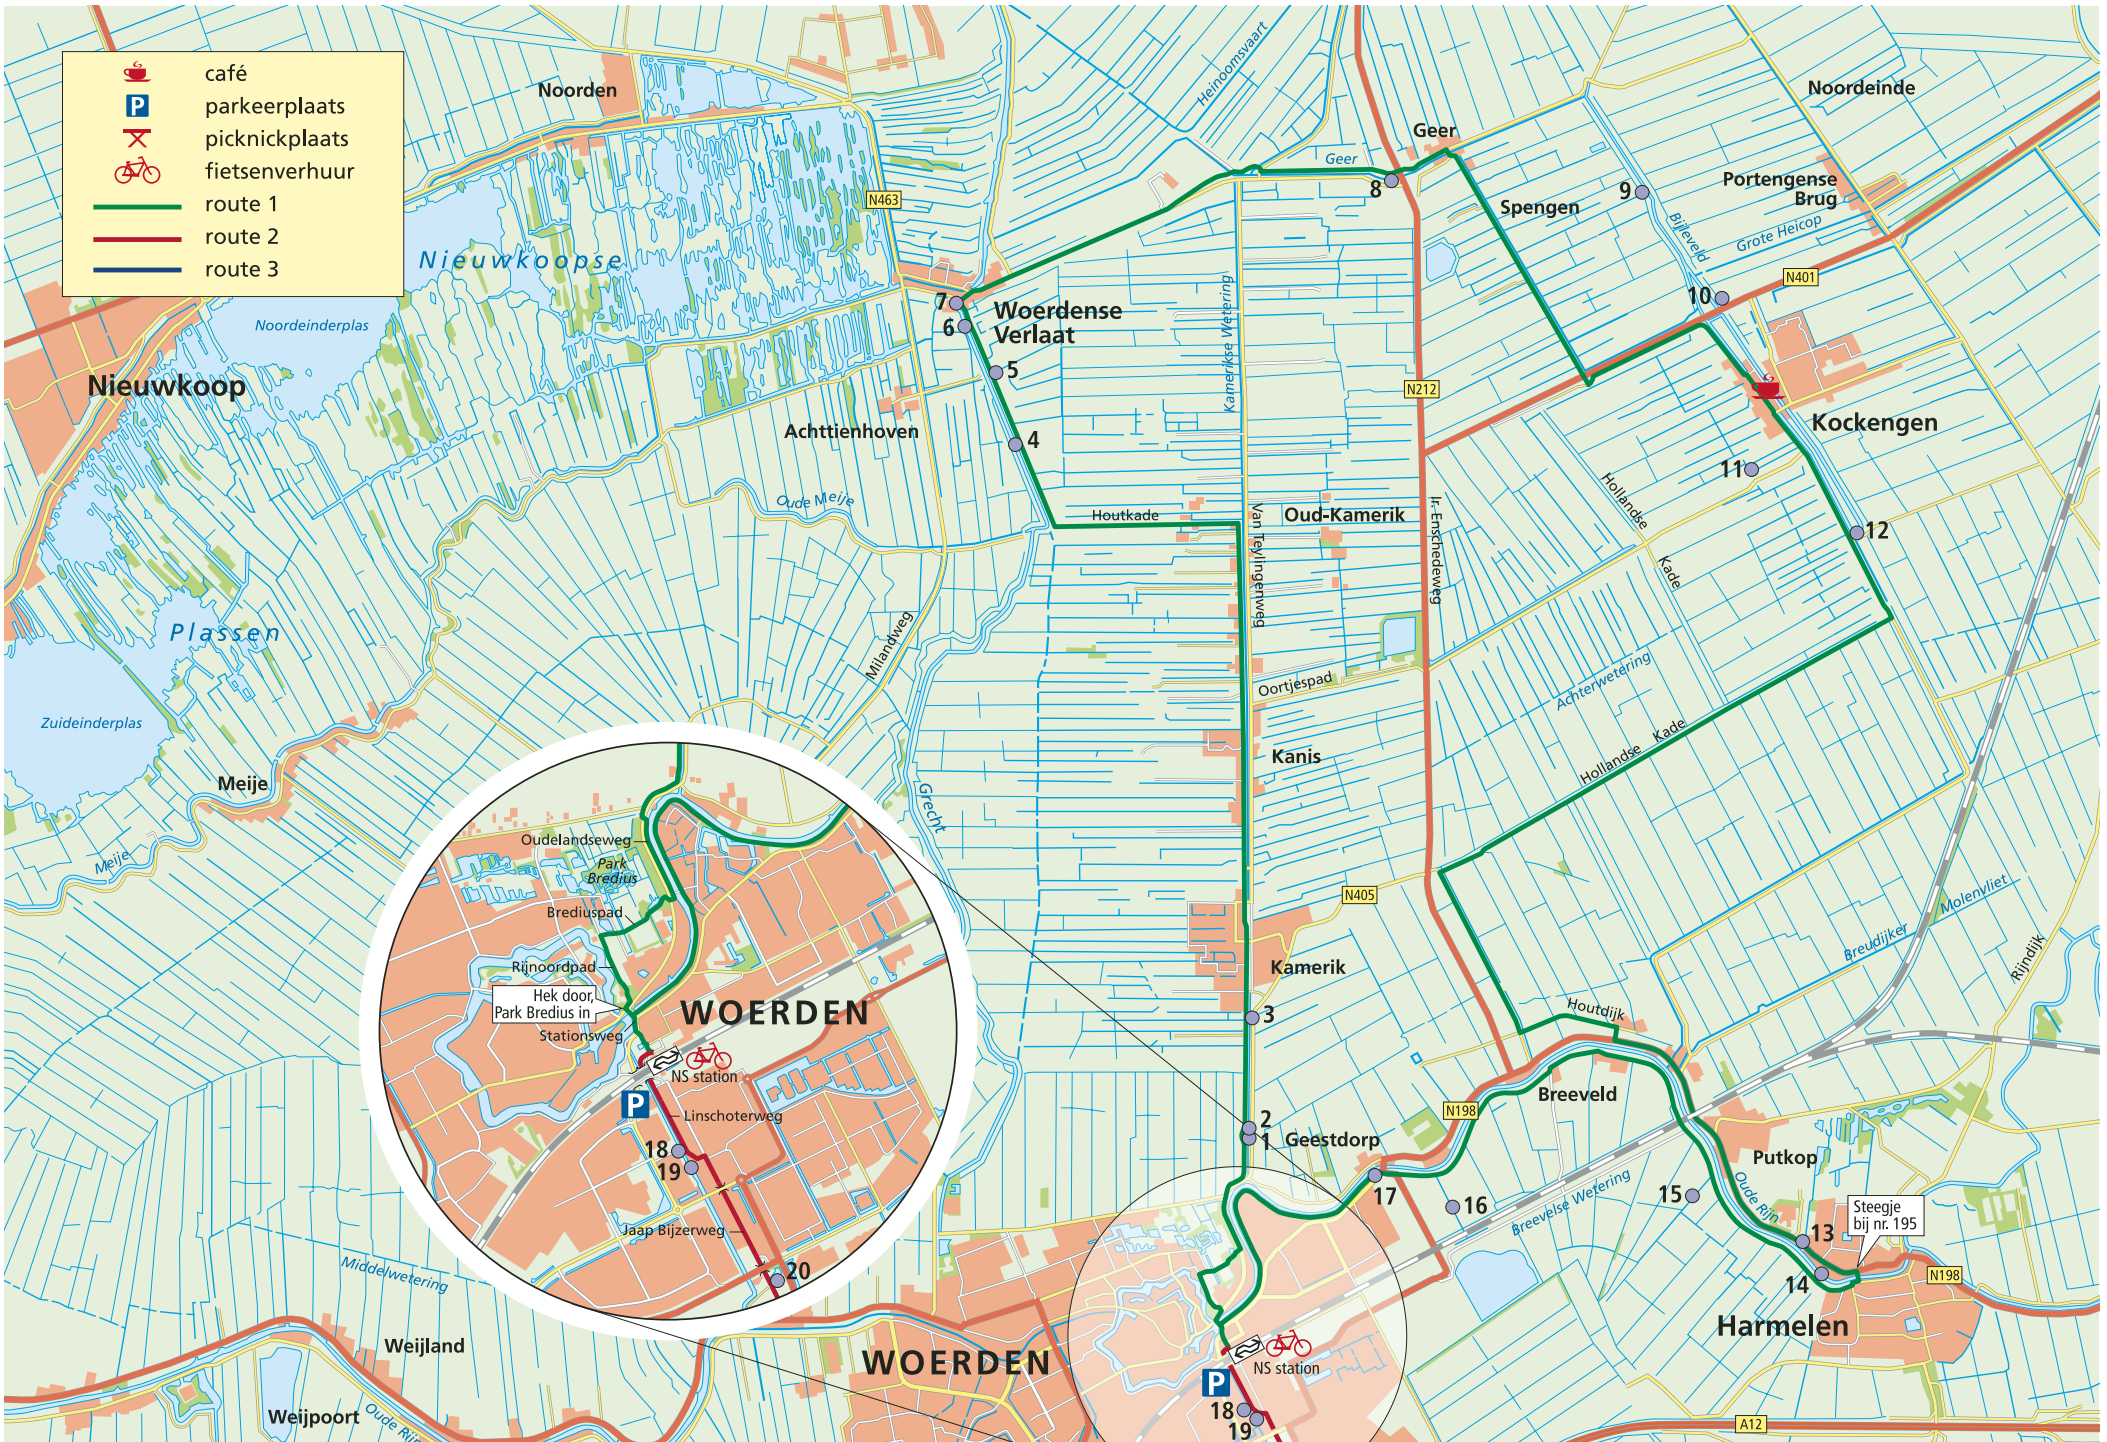 café
parkeerplaats
picknickplaats
fietsenverhuur
route 1
route 2
route 3
Noorden
N463
Nieuwkoopse
Noordeinderplas
Nieuwkoop
Plassen
Zuideinderplas
Meije
Meije
Achttienhoven
Oude Meije
Milandweg
Grecht
7
6
5
4
Woerdense
Verlaat
Houtkade
Heinoomsvaart
Geer
Geer
8
Kamerikse Wetering
N212
Spengen
9
Bijleveld
Noordeinde
Portengense
Brug
Grote Heicop
N401
10
Kockengen
11
12
Hollandse
Kade
Oud-Kamerik
Van Teylingenweg
Ir. Enschedeweg
Oortjespad
Achterwetering
Hollandse Kade
Kanis
N405
Kamerik
3
2
1
Geestdorp
Houtdijk
Breeveld
N198
Breudijker
Molenvliet
Rijndijk
Putkop
Oude Rijn
15
16
17
Breevelse Wetering
Steegje
bij nr. 195
13
14
N198
Harmelen
A12
Oudelandseweg
Park
Bredius
Brediuspad
Rijnoordpad
Hek door,
Park Bredius in
Stationsweg
WOERDEN
NS station
P
Linschoterweg
18
19
Jaap Bijzerweg
20
Middelwetering
Weijland
Weijpoort
Oude Rijn
WOERDEN
NS station
P
18
19